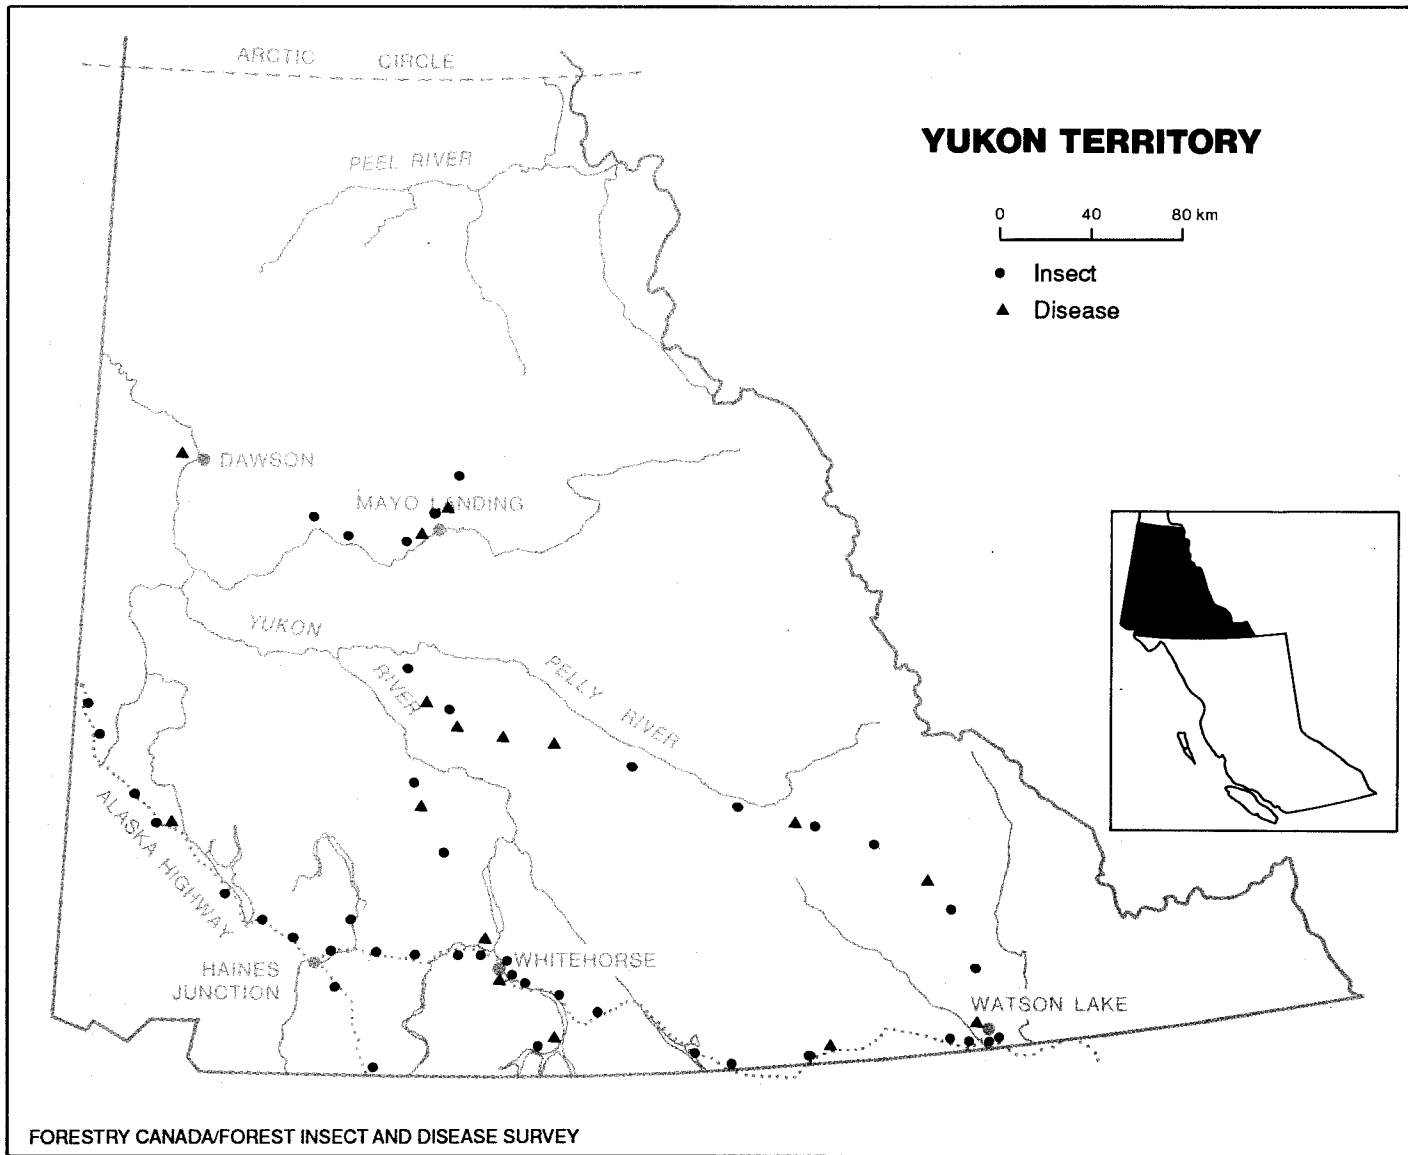 ARCTIC CIRCLE
YUKON TERRITORY
PEEL RIVER
0 40 80 km
Insect
Disease
DAWSON
MAYO LANDING
YUKON
RIVER
PELLY
RIVER
ALASKA HIGHWAY
HAINES
JUNCTION
WHITEHORSE
WATSON LAKE
FORESTRY CANADA/FOREST INSECT AND DISEASE SURVEY